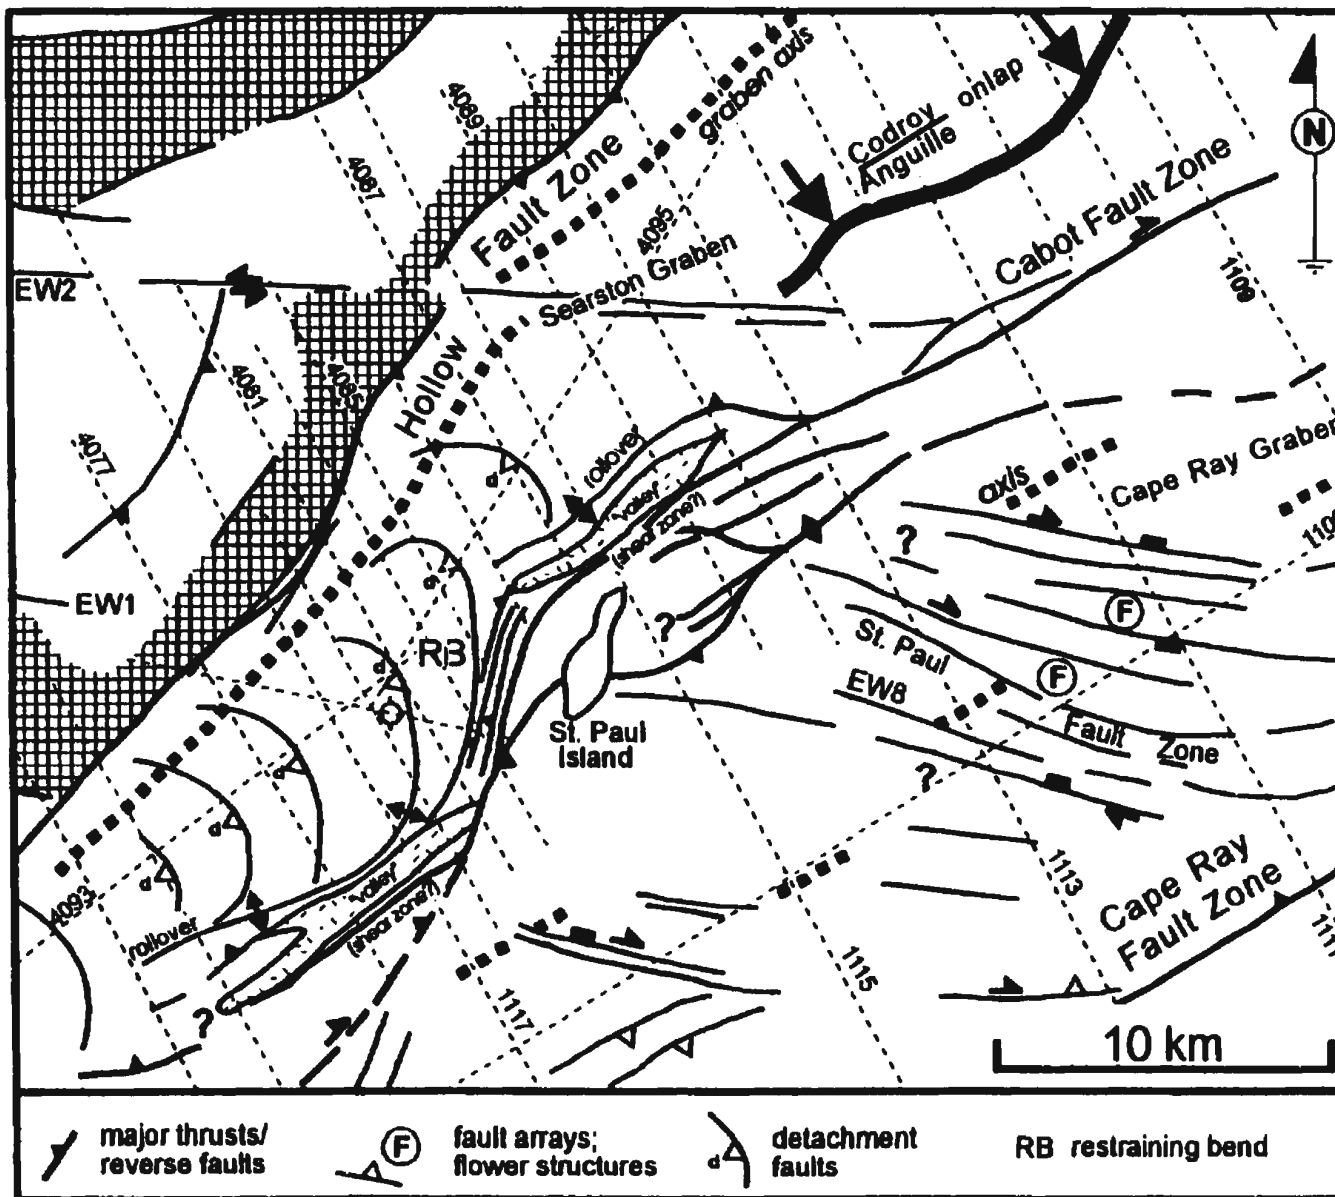 4089
4087
Fault Zone
graben axis
Codroy onlap
Anguille
N
4095
Searston Graben
Cabot Fault Zone
1109
EW2
4081
4085
Hollow
4077
rollover
"valley"
(shear zone?)
axis
Cape Ray Graben
?
EW1
?
F
RB
d
d
d
d
d
d
St. Paul
EW8
F
Fault Zone
St. Paul
Island
?
4093
rollover
"valley"
(shear zone?)
?
1117
1115
1113
Cape Ray
Fault Zone
10 km
major thrusts/
reverse faults
F
fault arrays;
flower structures
d
detachment
faults
RB restraining bend